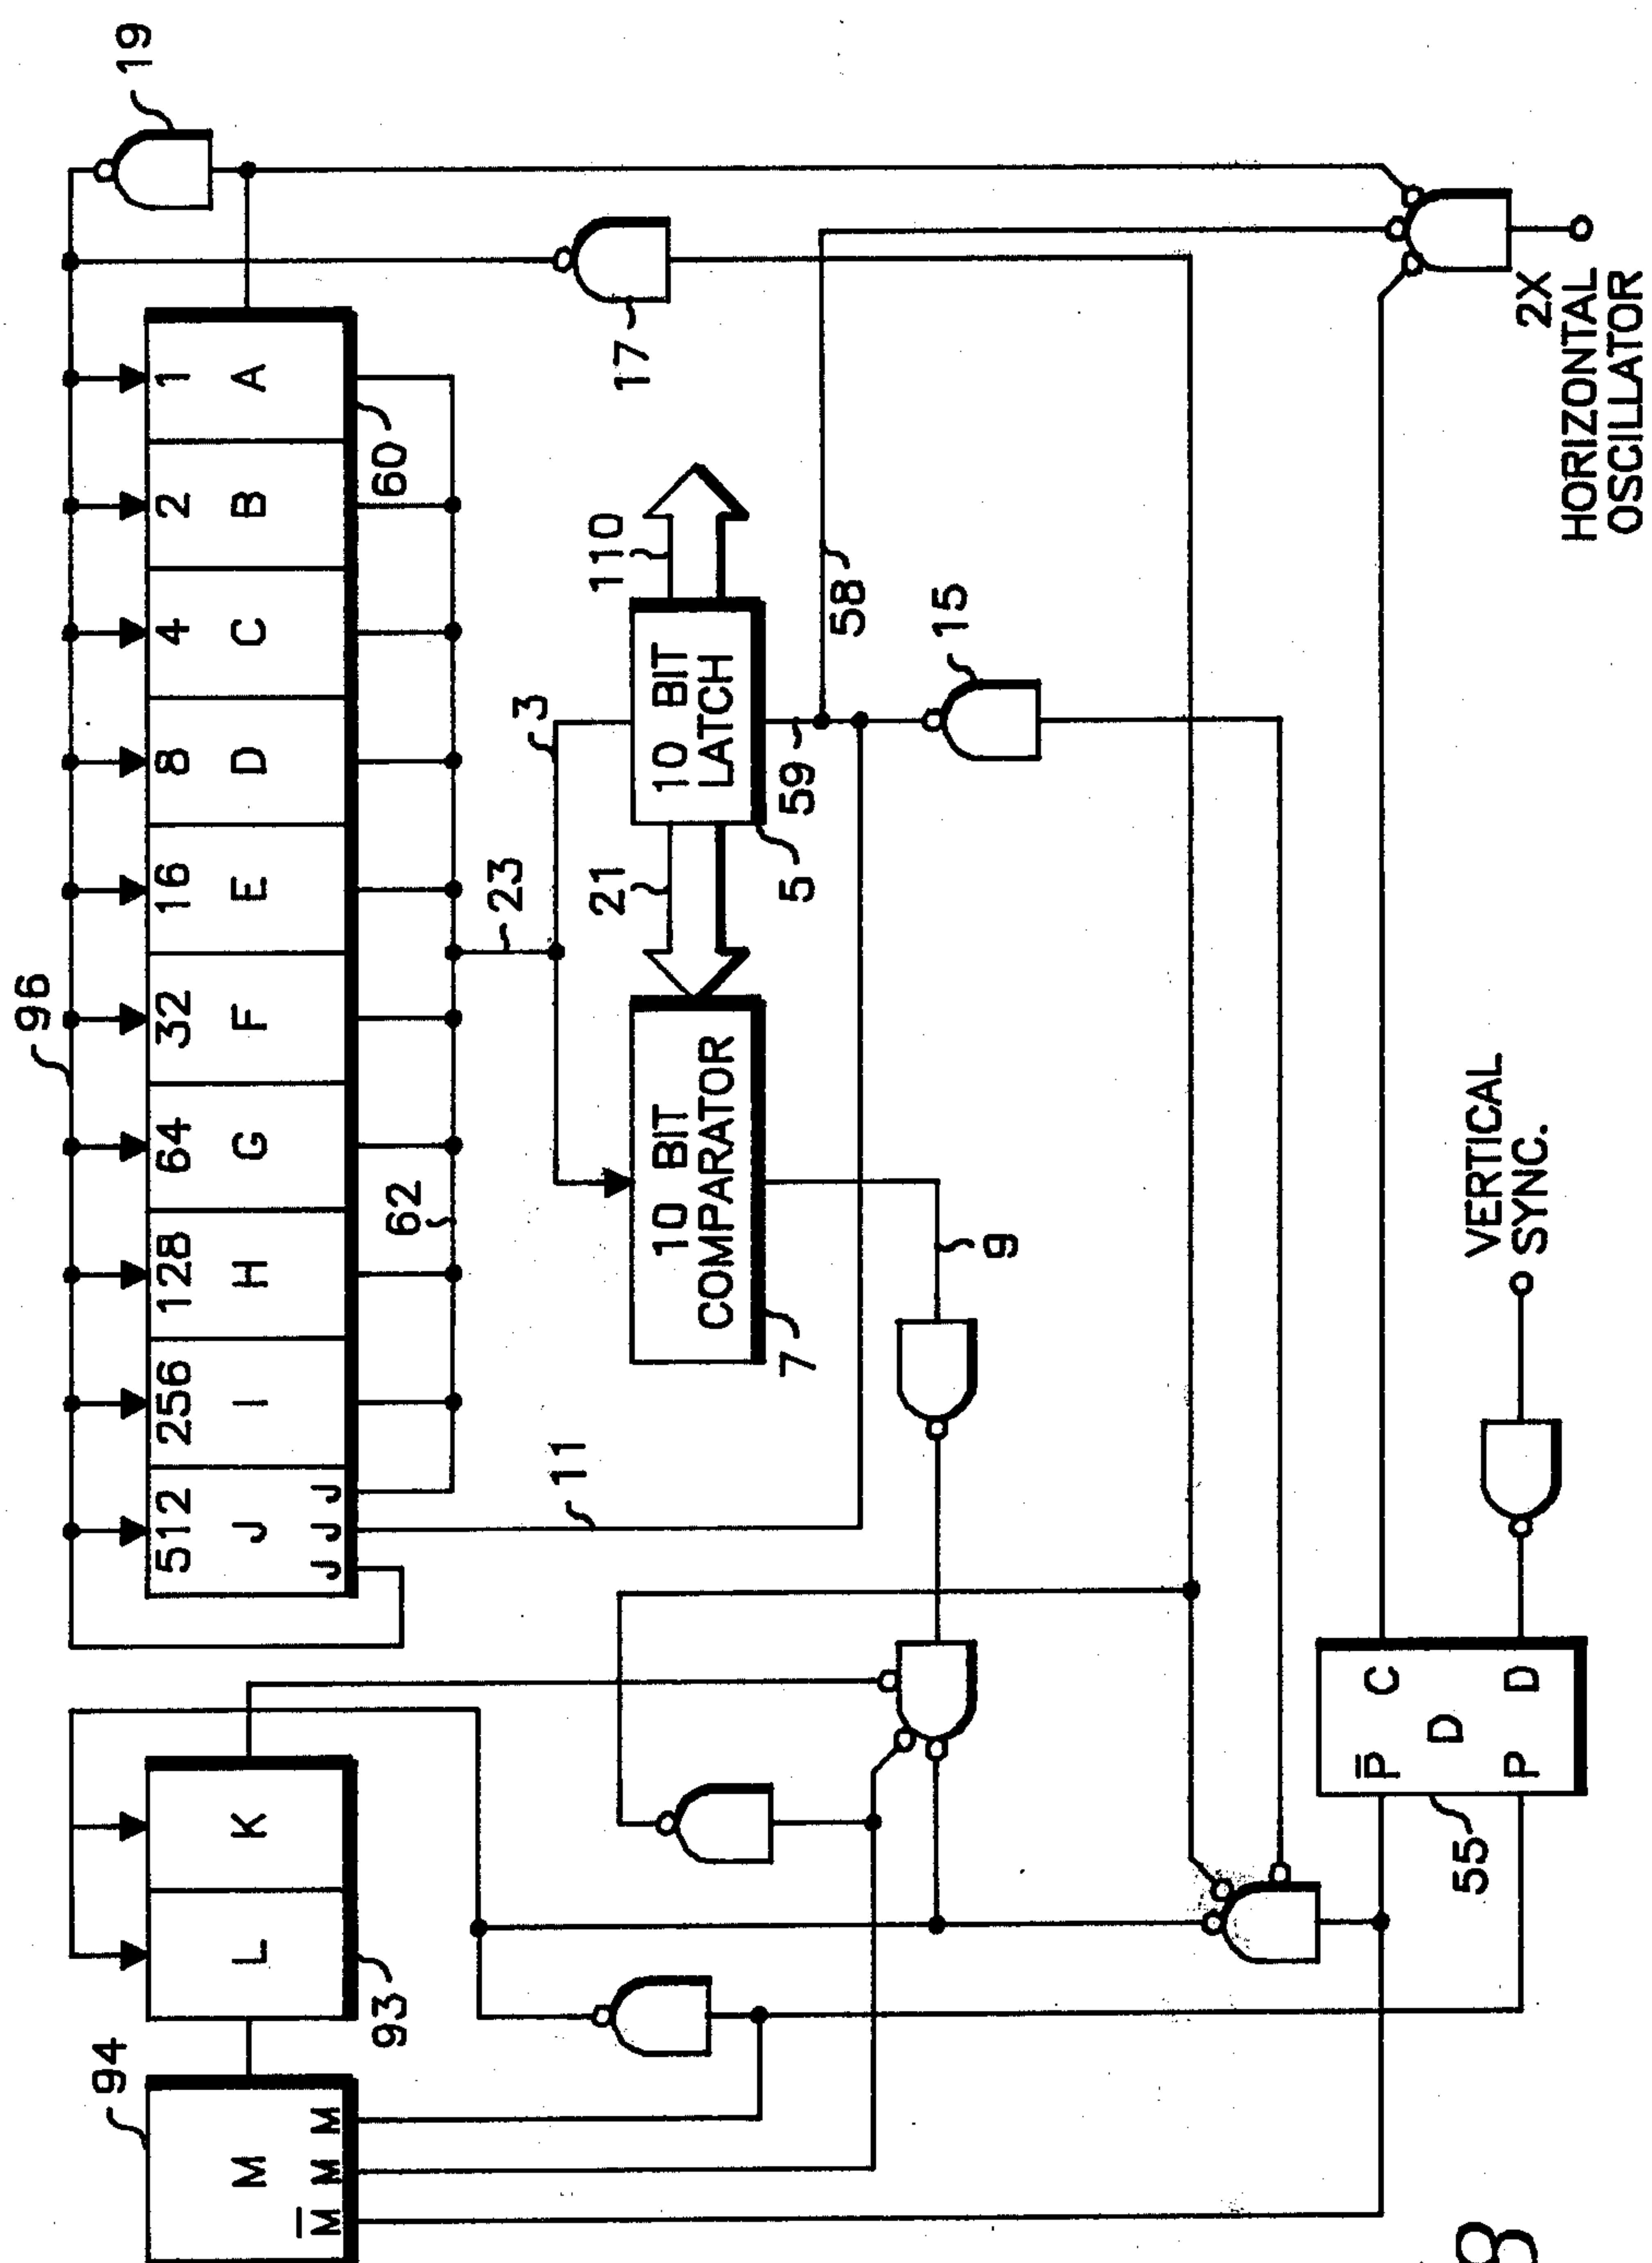 19
96
512
256
128
64
32
16
8
4
2
1
J
I
H
G
F
E
D
C
B
A
J J J
60
62
23
3
11
17
94
M
L
K
M̅ M M
93
10 BIT
COMPARATOR
7
21
10 BIT
LATCH
5
110
59
58
15
9
P̅ C
D
P D
55
VERTICAL
SYNC.
2X
HORIZONTAL
OSCILLATOR
8